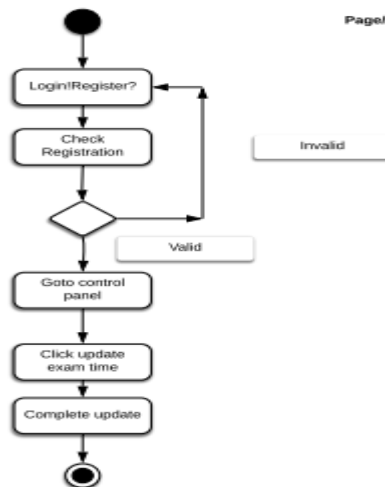 Page/
Login!Register?
Check
Registration
Invalid
Valid
Goto control
panel
Click update
exam time
Complete update